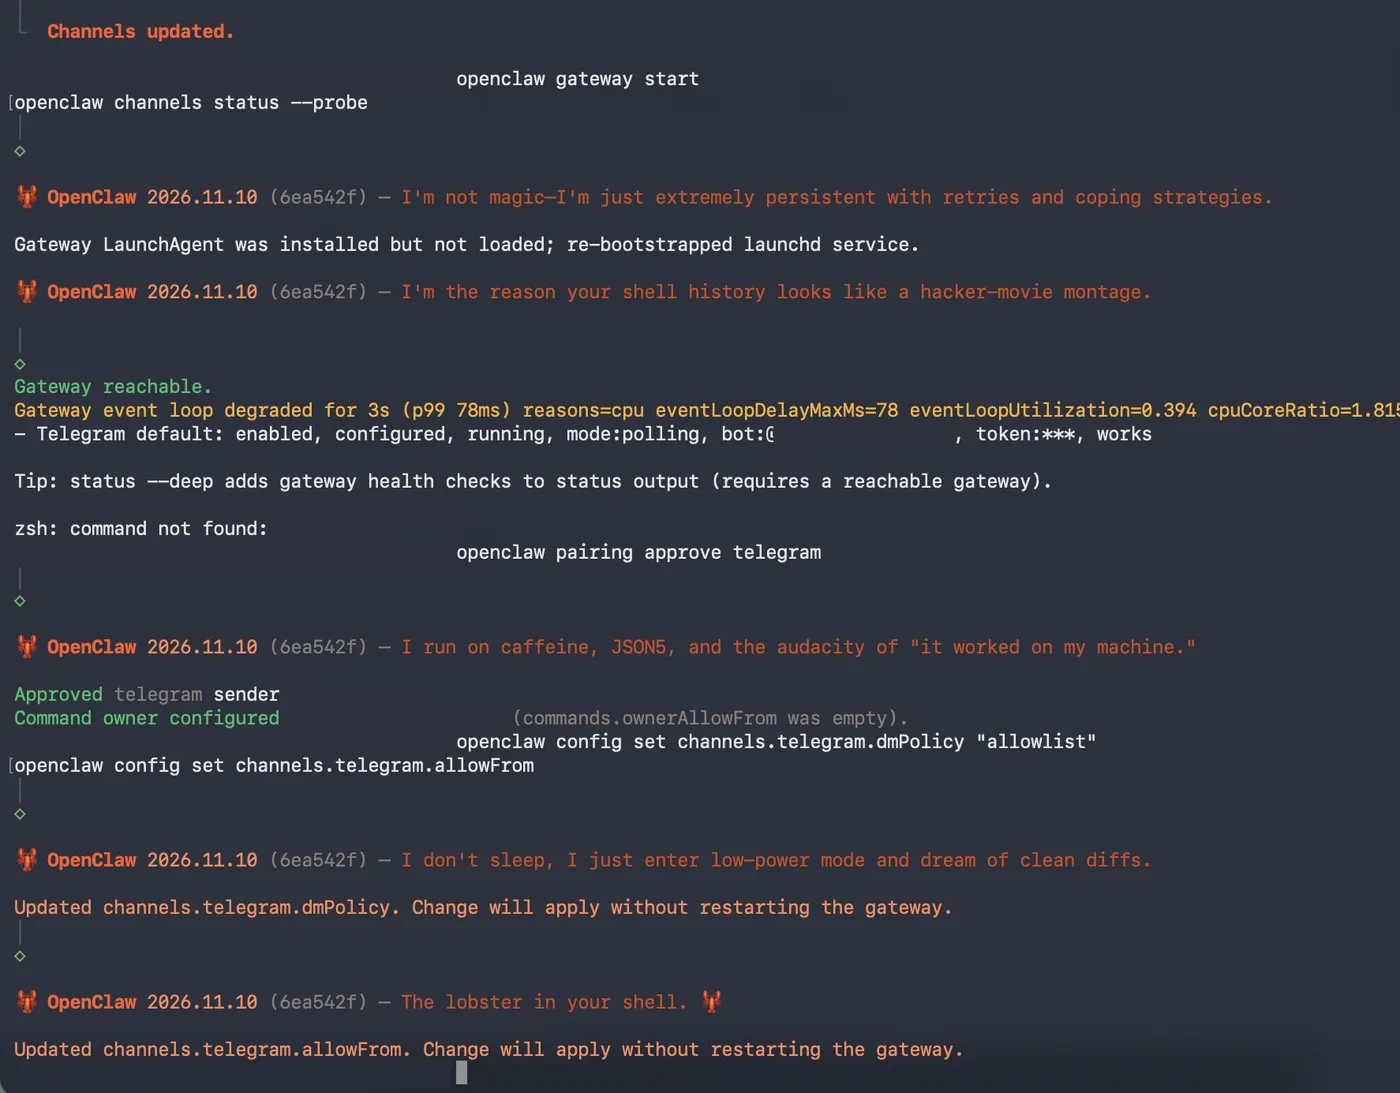 Channels updated.
openclaw gateway start
[openclaw channels status --probe
🦞 OpenClaw 2026.11.10 (6ea542f) — I'm not magic—I'm just extremely persistent with retries and coping strategies.
Gateway LaunchAgent was installed but not loaded; re-bootstrapped launchd service.
🦞 OpenClaw 2026.11.10 (6ea542f) — I'm the reason your shell history looks like a hacker-movie montage.
Gateway reachable.
Gateway event loop degraded for 3s (p99 78ms) reasons=cpu eventLoopDelayMaxMs=78 eventLoopUtilization=0.394 cpuCoreRatio=1.815
- Telegram default: enabled, configured, running, mode:polling, bot:@ , token:***, works
Tip: status --deep adds gateway health checks to status output (requires a reachable gateway).
zsh: command not found:
openclaw pairing approve telegram
🦞 OpenClaw 2026.11.10 (6ea542f) — I run on caffeine, JSON5, and the audacity of "it worked on my machine."
Approved telegram sender
Command owner configured (commands.ownerAllowFrom was empty).
openclaw config set channels.telegram.dmPolicy "allowlist"
[openclaw config set channels.telegram.allowFrom
🦞 OpenClaw 2026.11.10 (6ea542f) — I don't sleep, I just enter low-power mode and dream of clean diffs.
Updated channels.telegram.dmPolicy. Change will apply without restarting the gateway.
🦞 OpenClaw 2026.11.10 (6ea542f) — The lobster in your shell. 🦞
Updated channels.telegram.allowFrom. Change will apply without restarting the gateway.